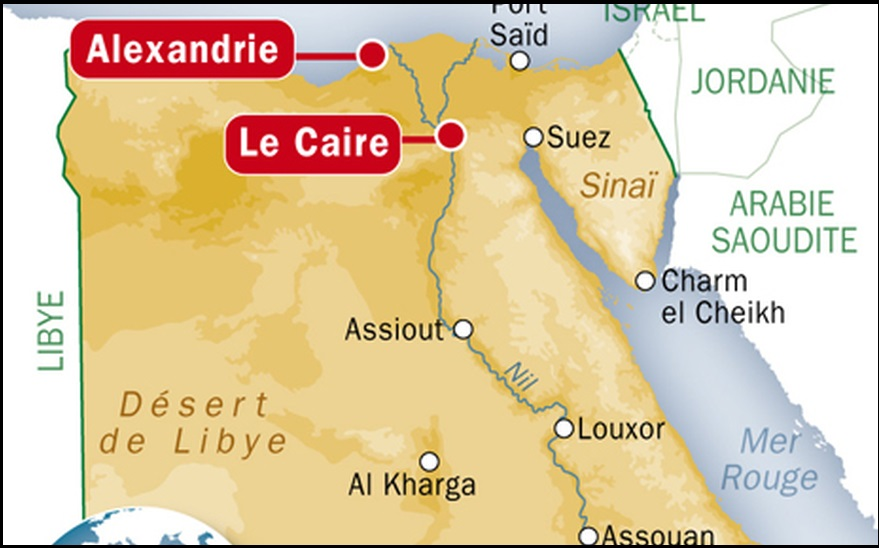 Port
Saïd
ISRAËL
Alexandrie
JORDANIE
Le Caire
Suez
Sinaï
ARABIE
SAOUDITE
Charm
el Cheikh
LIBYE
Assiout
Nil
Désert
de Libye
Louxor
Mer
Rouge
Al Kharga
Assouan